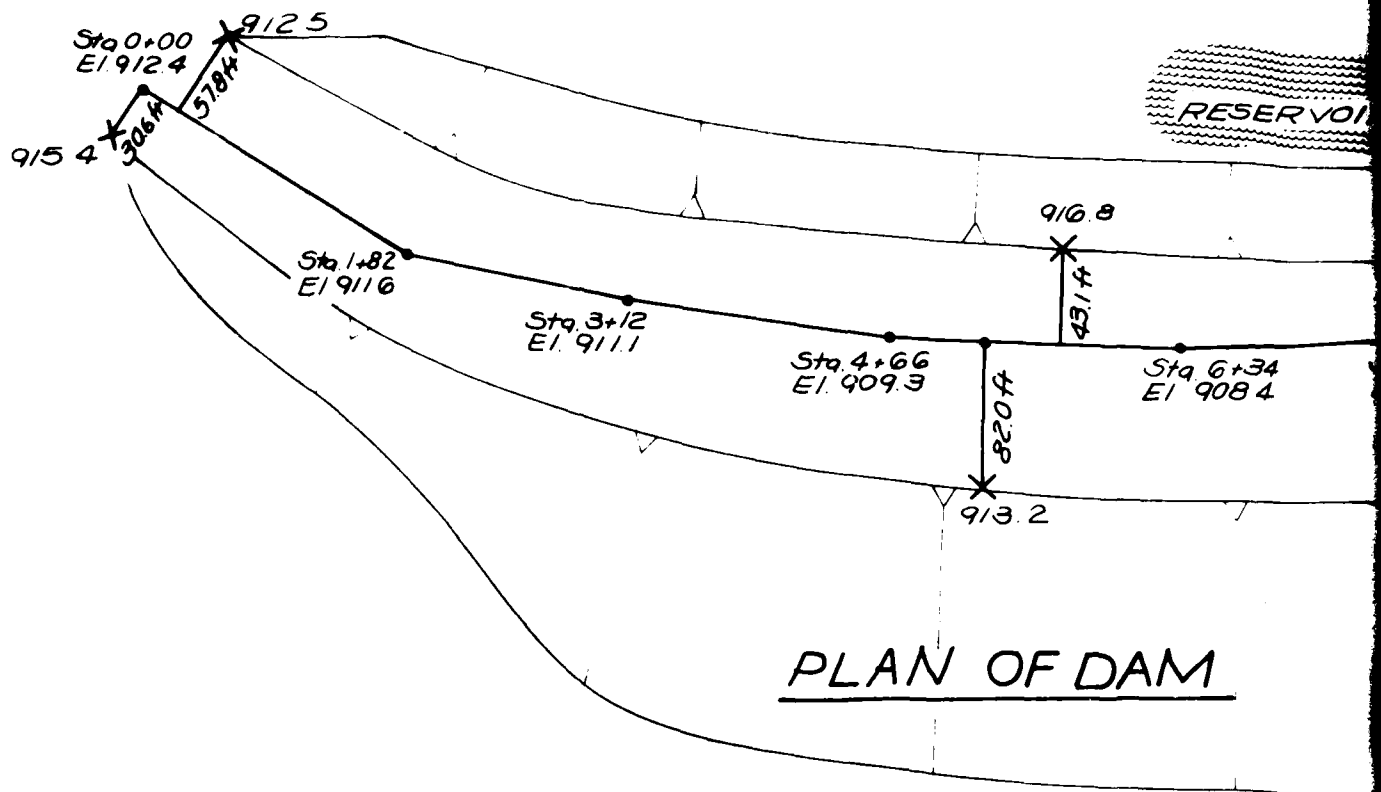 912 5
Sta 0+00
El. 912.4
57.8 ft
30.6 ft
915 4
RESERVOI
916.8
Sta. 1+82
El 911 6
43.1 ft
Sta. 3+12
El. 911.1
Sta. 4+66
El. 909.3
Sta. 6+34
El 908 4
82.0 ft
913.2
PLAN OF DAM